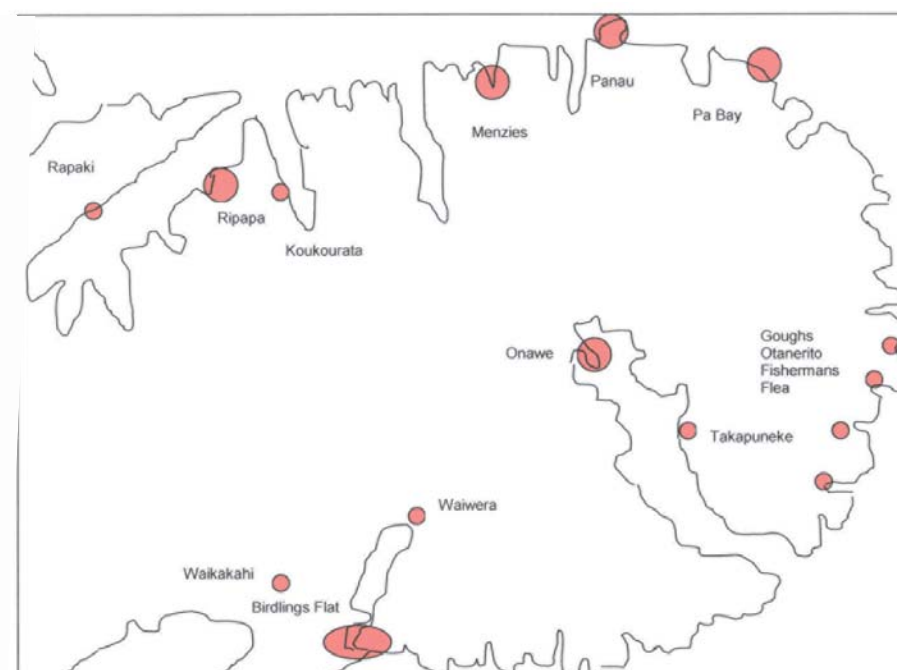 Panau
Pa Bay
Menzies
Rapaki
Ripapa
Koukourata
Onawe
Goughs
Otanerito
Fishermans
Flea
Takapuneke
Waiwera
Waikakahi
Birdlings Flat